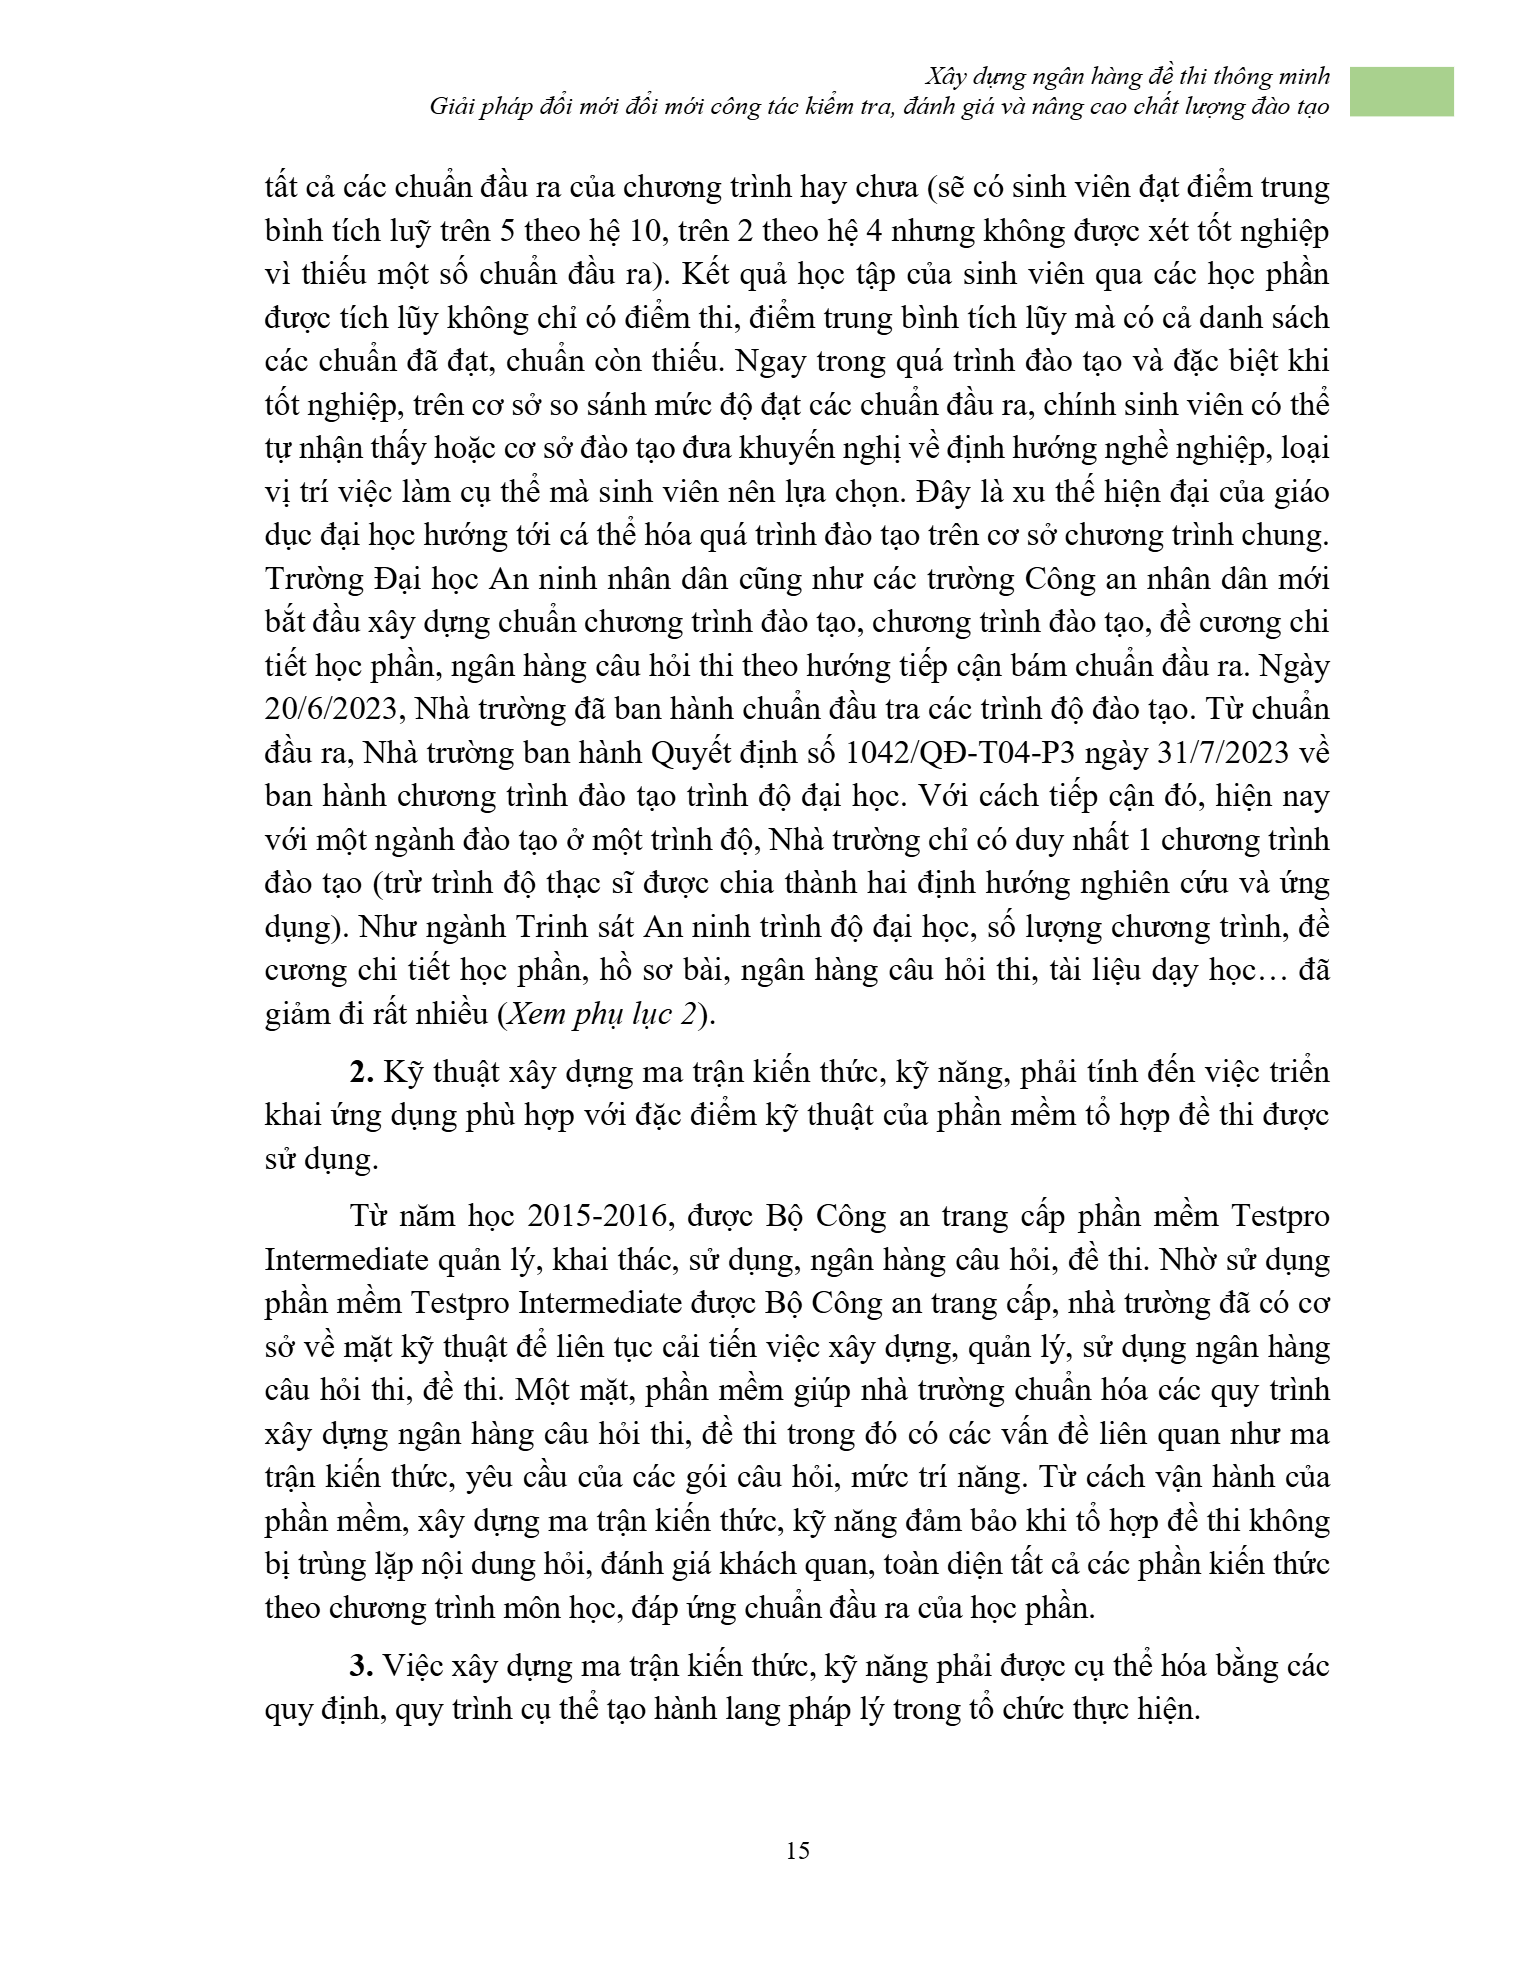 Xây dựng ngân hàng đề thi thông minh
Giải pháp đổi mới đổi mới công tác kiểm tra, đánh giá và nâng cao chất lượng đào tạo
tất cả các chuẩn đầu ra của chương trình hay chưa (sẽ có sinh viên đạt điểm trung
bình tích luỹ trên 5 theo hệ 10, trên 2 theo hệ 4 nhưng không được xét tốt nghiệp
vì thiếu một số chuẩn đầu ra). Kết quả học tập của sinh viên qua các học phần
được tích lũy không chỉ có điểm thi, điểm trung bình tích lũy mà có cả danh sách
các chuẩn đã đạt, chuẩn còn thiếu. Ngay trong quá trình đào tạo và đặc biệt khi
tốt nghiệp, trên cơ sở so sánh mức độ đạt các chuẩn đầu ra, chính sinh viên có thể
tự nhận thấy hoặc cơ sở đào tạo đưa khuyến nghị về định hướng nghề nghiệp, loại
vị trí việc làm cụ thể mà sinh viên nên lựa chọn. Đây là xu thế hiện đại của giáo
dục đại học hướng tới cá thể hóa quá trình đào tạo trên cơ sở chương trình chung.
Trường Đại học An ninh nhân dân cũng như các trường Công an nhân dân mới
bắt đầu xây dựng chuẩn chương trình đào tạo, chương trình đào tạo, đề cương chi
tiết học phần, ngân hàng câu hỏi thi theo hướng tiếp cận bám chuẩn đầu ra. Ngày
20/6/2023, Nhà trường đã ban hành chuẩn đầu tra các trình độ đào tạo. Từ chuẩn
đầu ra, Nhà trường ban hành Quyết định số 1042/QĐ-T04-P3 ngày 31/7/2023 về
ban hành chương trình đào tạo trình độ đại học. Với cách tiếp cận đó, hiện nay
với một ngành đào tạo ở một trình độ, Nhà trường chỉ có duy nhất 1 chương trình
đào tạo (trừ trình độ thạc sĩ được chia thành hai định hướng nghiên cứu và ứng
dụng). Như ngành Trinh sát An ninh trình độ đại học, số lượng chương trình, đề
cương chi tiết học phần, hồ sơ bài, ngân hàng câu hỏi thi, tài liệu dạy học… đã
giảm đi rất nhiều (Xem phụ lục 2).
2. Kỹ thuật xây dựng ma trận kiến thức, kỹ năng, phải tính đến việc triển
khai ứng dụng phù hợp với đặc điểm kỹ thuật của phần mềm tổ hợp đề thi được
sử dụng.
Từ năm học 2015-2016, được Bộ Công an trang cấp phần mềm Testpro
Intermediate quản lý, khai thác, sử dụng, ngân hàng câu hỏi, đề thi. Nhờ sử dụng
phần mềm Testpro Intermediate được Bộ Công an trang cấp, nhà trường đã có cơ
sở về mặt kỹ thuật để liên tục cải tiến việc xây dựng, quản lý, sử dụng ngân hàng
câu hỏi thi, đề thi. Một mặt, phần mềm giúp nhà trường chuẩn hóa các quy trình
xây dựng ngân hàng câu hỏi thi, đề thi trong đó có các vấn đề liên quan như ma
trận kiến thức, yêu cầu của các gói câu hỏi, mức trí năng. Từ cách vận hành của
phần mềm, xây dựng ma trận kiến thức, kỹ năng đảm bảo khi tổ hợp đề thi không
bị trùng lặp nội dung hỏi, đánh giá khách quan, toàn diện tất cả các phần kiến thức
theo chương trình môn học, đáp ứng chuẩn đầu ra của học phần.
3. Việc xây dựng ma trận kiến thức, kỹ năng phải được cụ thể hóa bằng các
quy định, quy trình cụ thể tạo hành lang pháp lý trong tổ chức thực hiện.
15